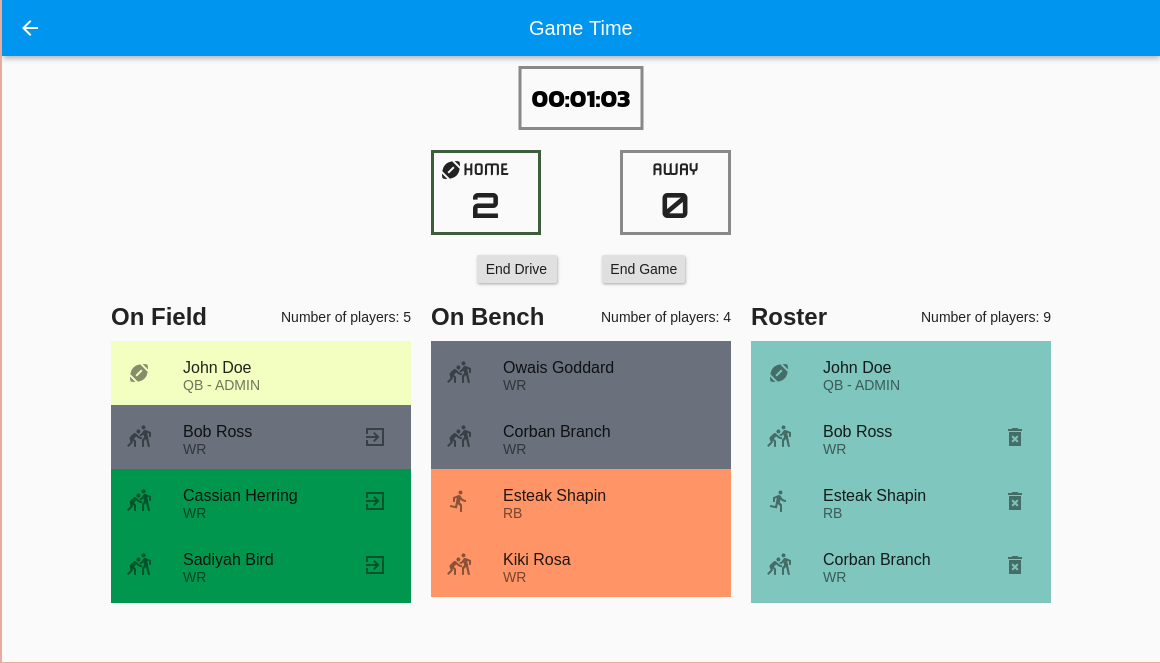 Game Time
00:01:03
HOME
2
AWAY
0
End Drive
End Game
On Field
Number of players: 5
John Doe
QB - ADMIN
Bob Ross
WR
Cassian Herring
WR
Sadiyah Bird
WR
On Bench
Number of players: 4
Owais Goddard
WR
Corban Branch
WR
Esteak Shapin
RB
Kiki Rosa
WR
Roster
Number of players: 9
John Doe
QB - ADMIN
Bob Ross
WR
Esteak Shapin
RB
Corban Branch
WR